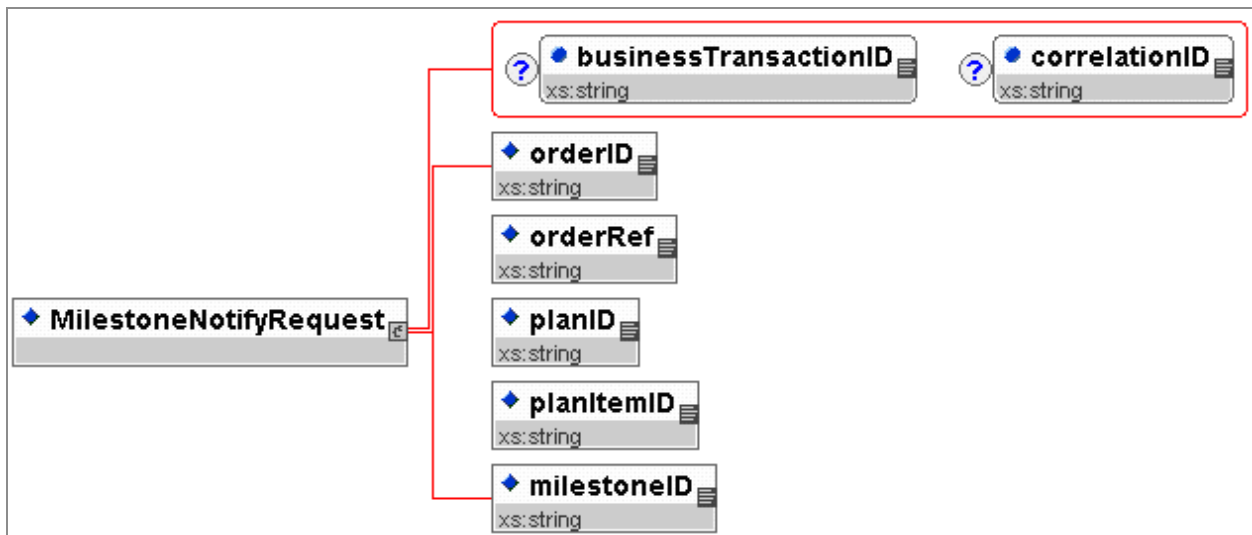 ? businessTransactionID ? correlationID
xs:string xs:string
orderID
xs:string
orderRef
xs:string
MilestoneNotifyRequest
planID
xs:string
planItemID
xs:string
milestoneID
xs:string